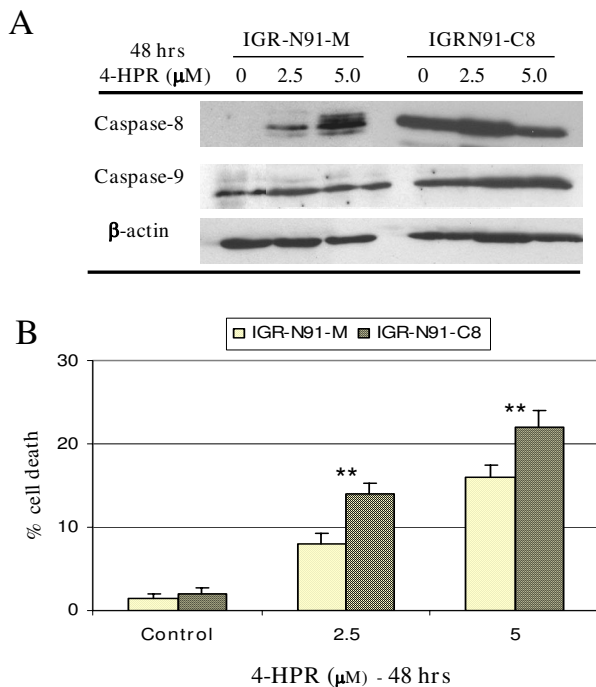 A
IGR-N91-M IGRN91-C8
48 hrs
4-HPR (μM) 0 2.5 5.0 0 2.5 5.0
Caspase-8
Caspase-9
β-actin
B
IGR-N91-M IGR-N91-C8
30
20
10
0
% cell death
**
**
Control 2.5 5
4-HPR (μM) - 48 hrs